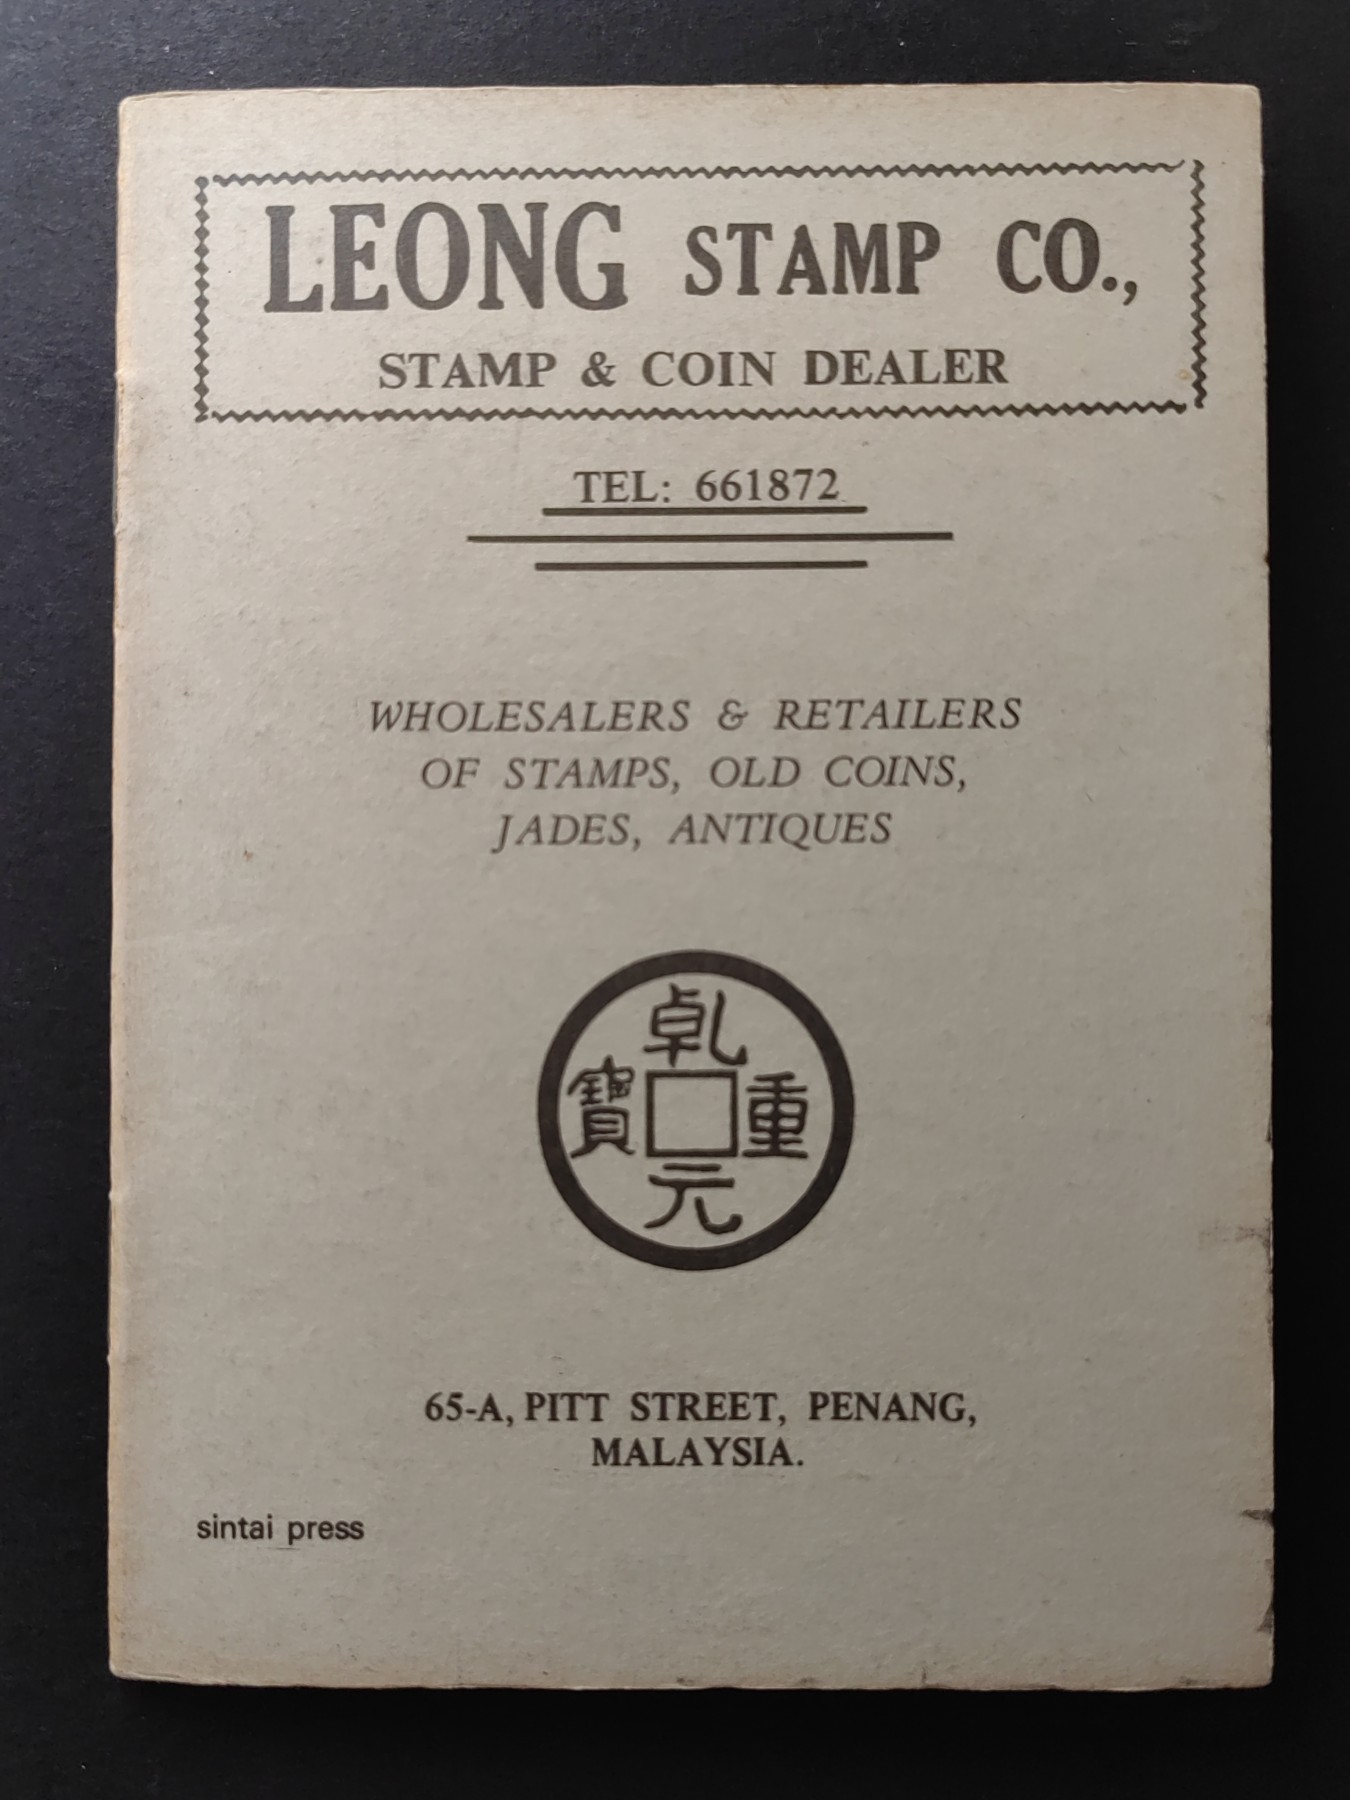 LEONG STAMP CO.,
STAMP & COIN DEALER
TEL: 661872
WHOLESALERS & RETAILERS
OF STAMPS, OLD COINS,
JADES, ANTIQUES
乾元重寶
65-A, PITT STREET, PENANG,
MALAYSIA.
sintai press